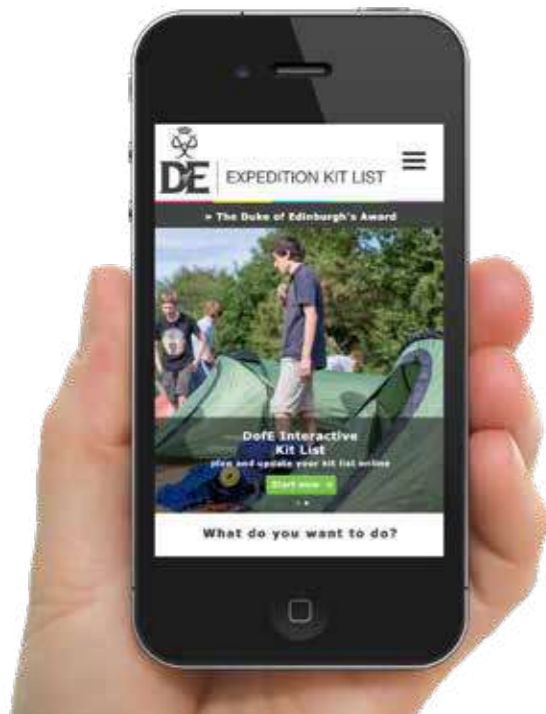 DofE
EXPEDITION KIT LIST
» The Duke of Edinburgh's Award
DofE Interactive
Kit List
plan and update your kit list online
Start now »
What do you want to do?